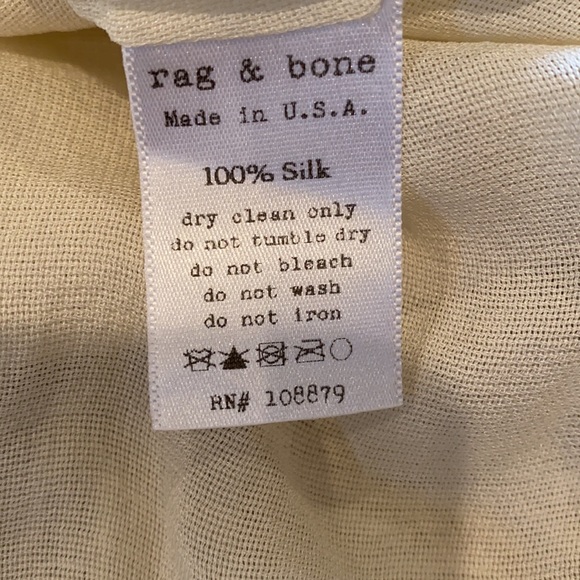 rag & bone
Made in U.S.A.
100% Silk
dry clean only
do not tumble dry
do not bleach
do not wash
do not iron
RN# 108879